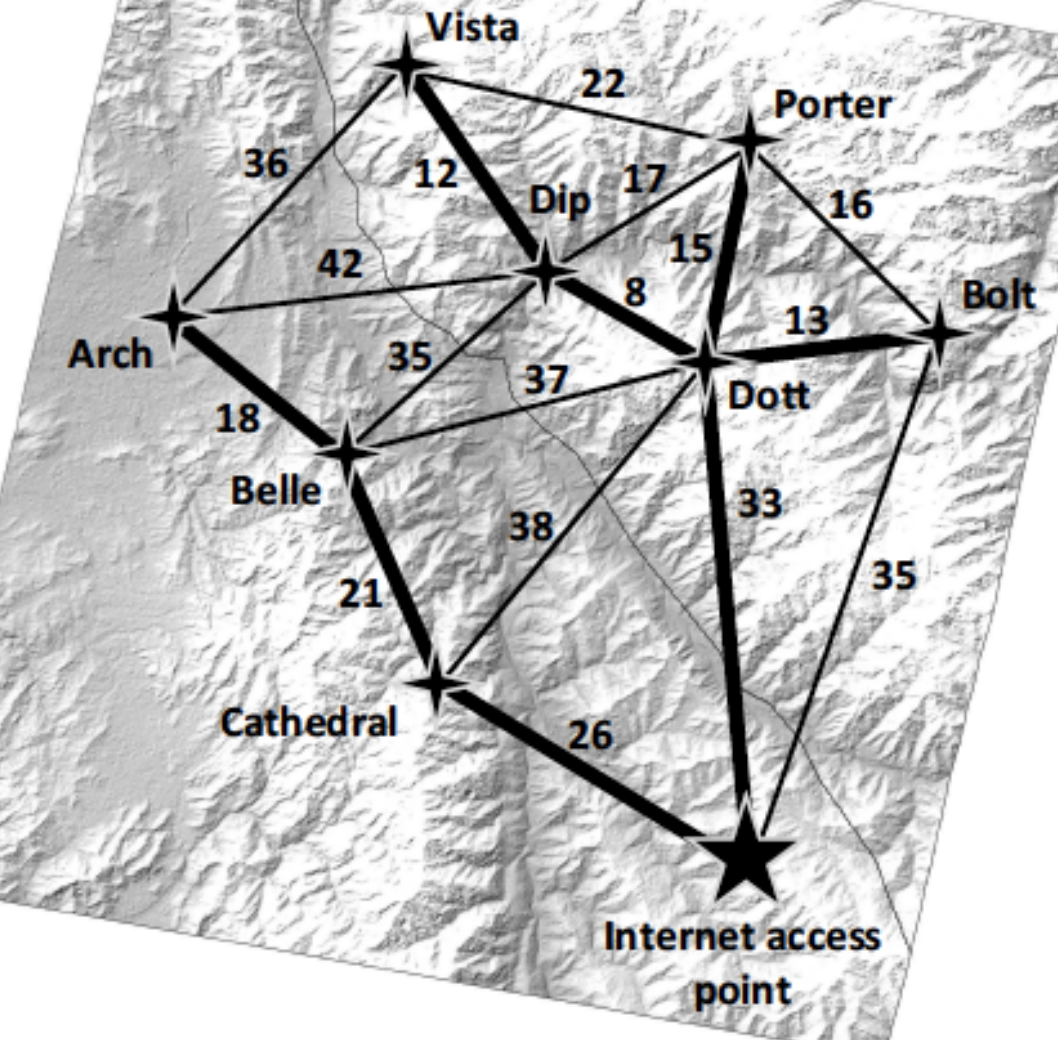 Vista
22
Porter
36
12
Dip
17
16
15
42
8
Bolt
13
Arch
35
37
Dott
18
Belle
38
33
21
35
Cathedral
26
Internet access
point